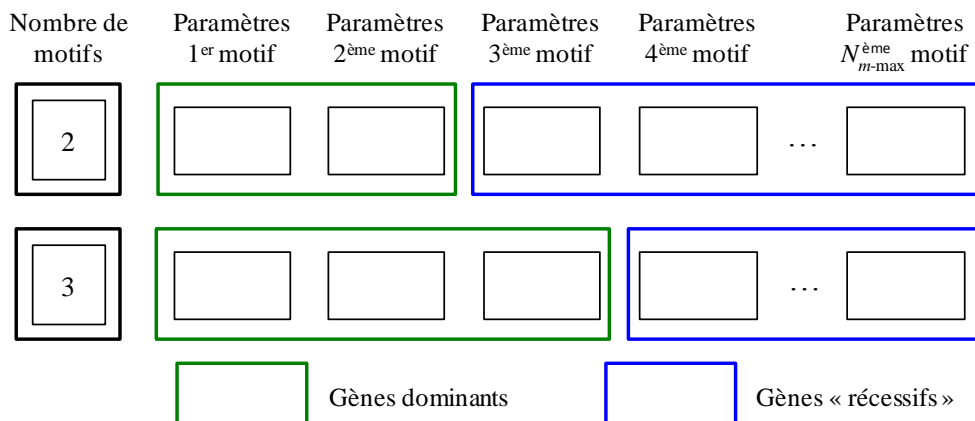 Nombre de motifs
Paramètres 1er motif
Paramètres 2ème motif
Paramètres 3ème motif
Paramètres 4ème motif
Paramètres N m-max ème motif
2
...
3
...
Gènes dominants
Gènes « récessifs »